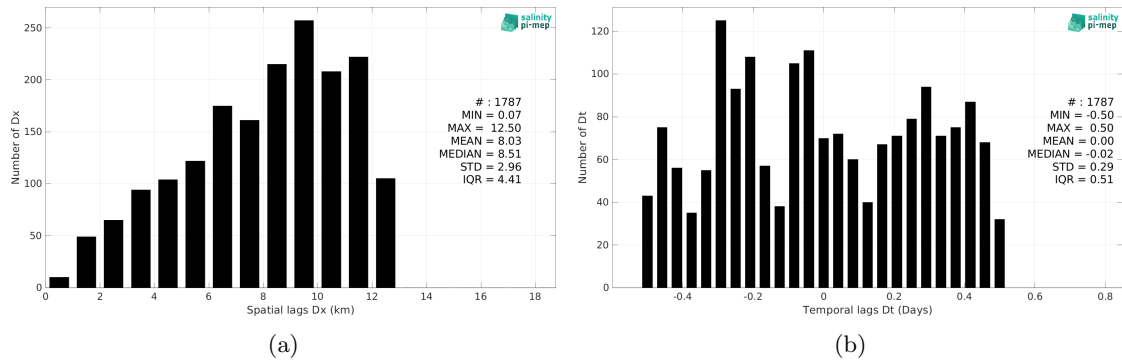 salinity
pi-mep
250
200
150
100
50
0
Number of Dx
# : 1787
MIN = 0.07
MAX = 12.50
MEAN = 8.03
MEDIAN = 8.51
STD = 2.96
IQR = 4.41
0 2 4 6 8 10 12 14 16 18
Spatial lags Dx (km)
(a)
salinity
pi-mep
120
100
80
60
40
20
0
Number of Dt
# : 1787
MIN = -0.50
MAX = 0.50
MEAN = 0.00
MEDIAN = -0.02
STD = 0.29
IQR = 0.51
-0.4 -0.2 0 0.2 0.4 0.6 0.8
Temporal lags Dt (Days)
(b)